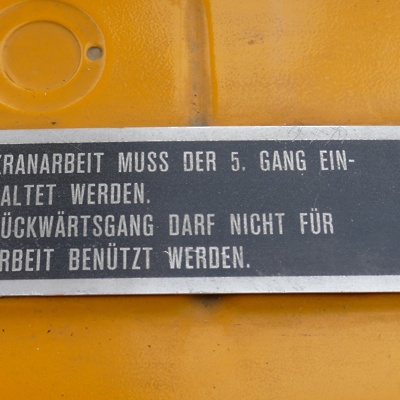 KRANARBEIT MUSS DER 5. GANG EIN-
ALTET WERDEN.
ÜCKWÄRTSGANG DARF NICHT FÜR
RBEIT BENÜTZT WERDEN.